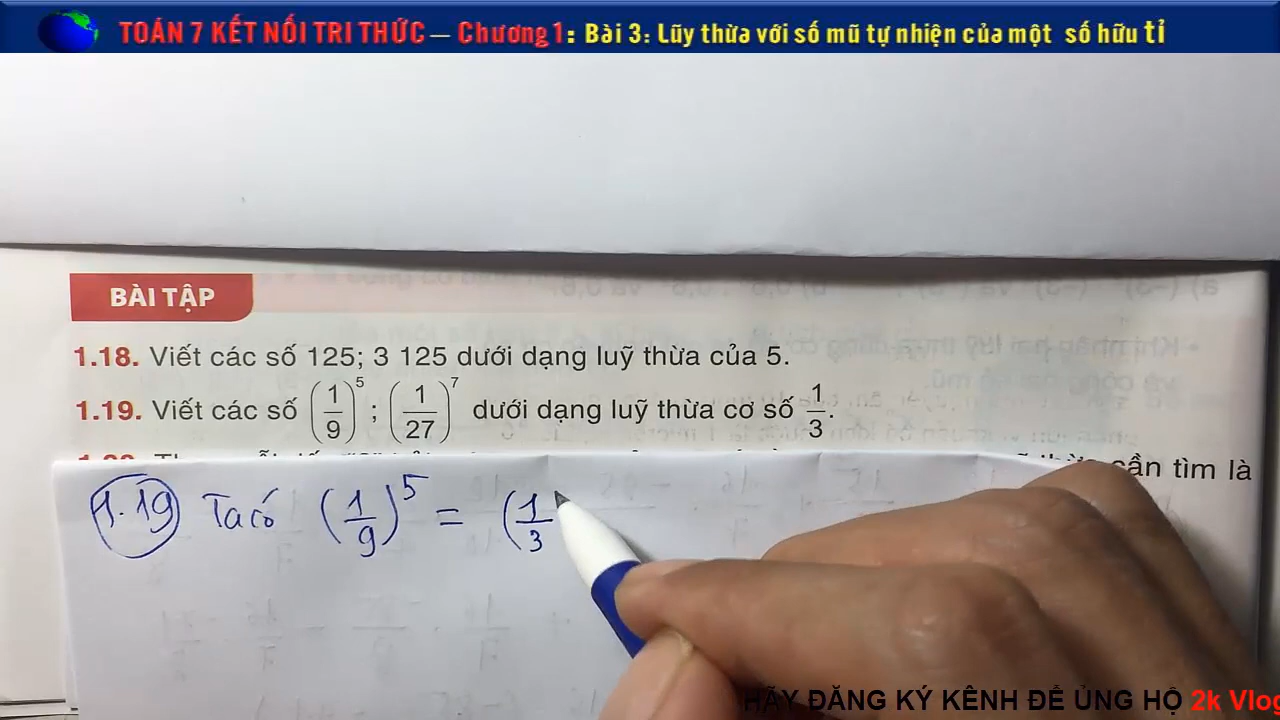 TOÁN 7 KẾT NỐI TRI THỨC – Chương 1: Bài 3: Lũy thừa với số mũ tự nhiện của một số hữu tỉ
BÀI TẬP
1.18. Viết các số 125; 3 125 dưới dạng luỹ thừa của 5.
1.19. Viết các số (1/9)^5; (1/27)^7 dưới dạng luỹ thừa cơ số 1/3.
cần tìm là
1.19 Ta có (1/9)^5 = (1/3
HÃY ĐĂNG KÝ KÊNH ĐỂ ỦNG HỘ 2k Vlog